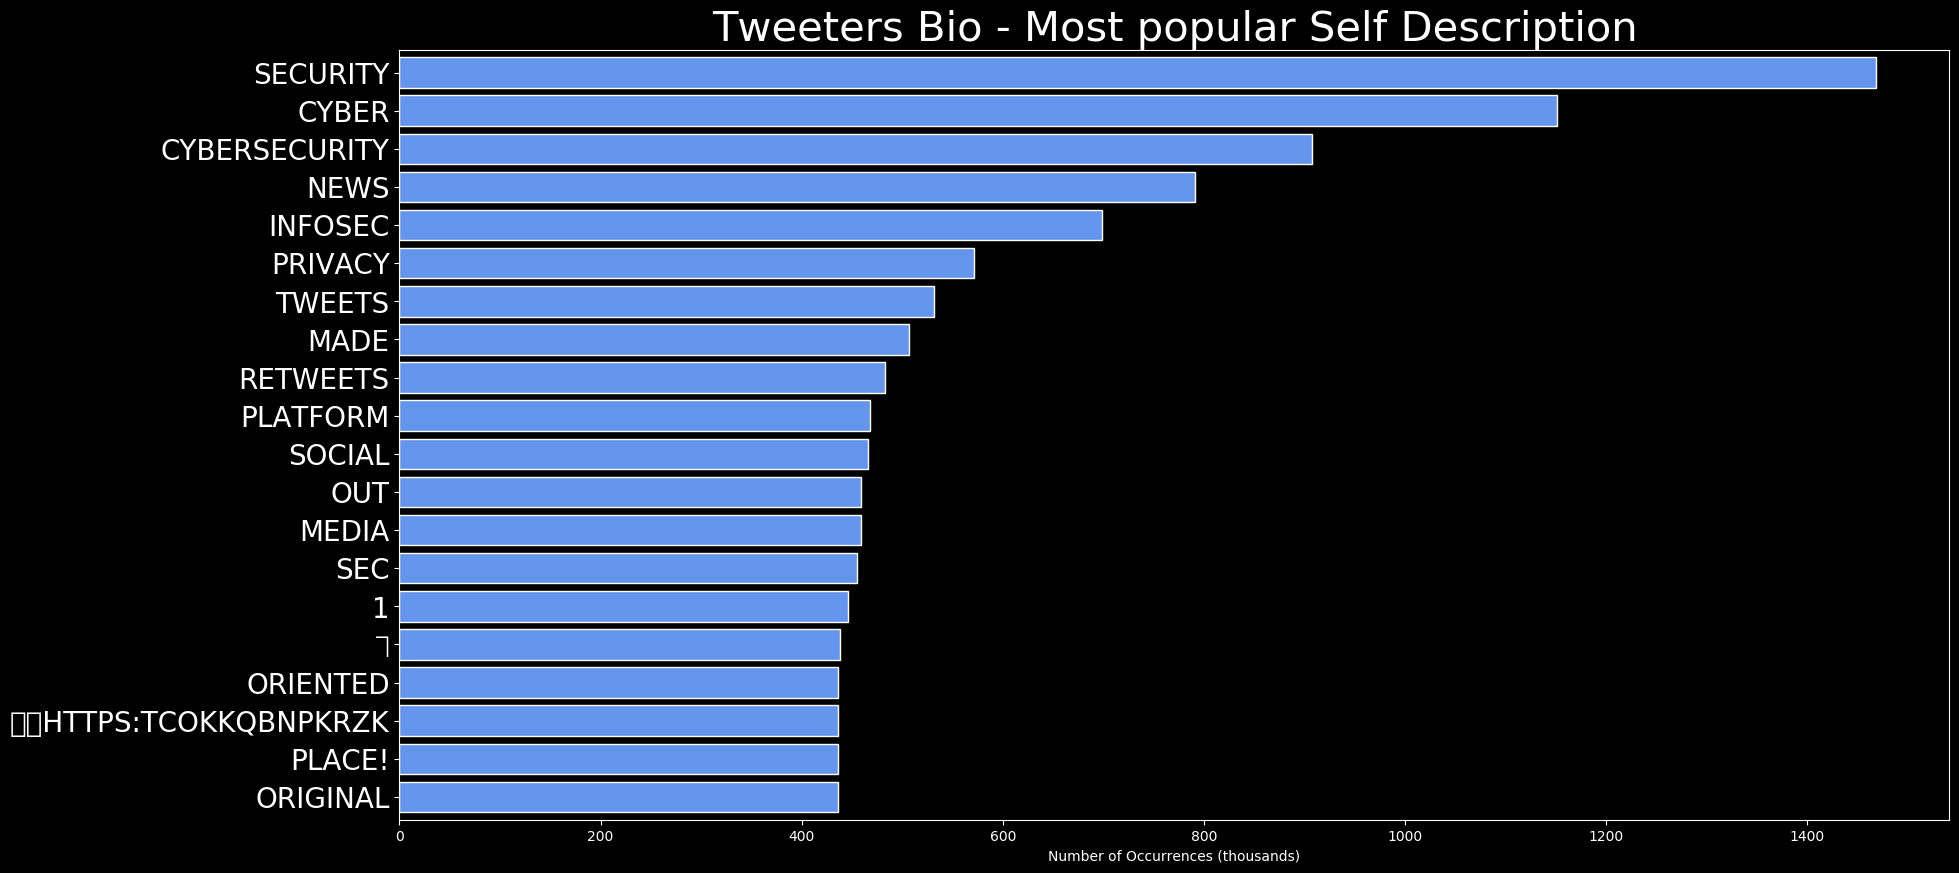 Tweeters Bio - Most popular Self Description
SECURITY
CYBER
CYBERSECURITY
NEWS
INFOSEC
PRIVACY
TWEETS
MADE
RETWEETS
PLATFORM
SOCIAL
OUT
MEDIA
SEC
1
ORIENTED
HTTPS:TCOKKQBNPKRZK
PLACE!
ORIGINAL
0 200 400 600 800 1000 1200 1400
Number of Occurrences (thousands)